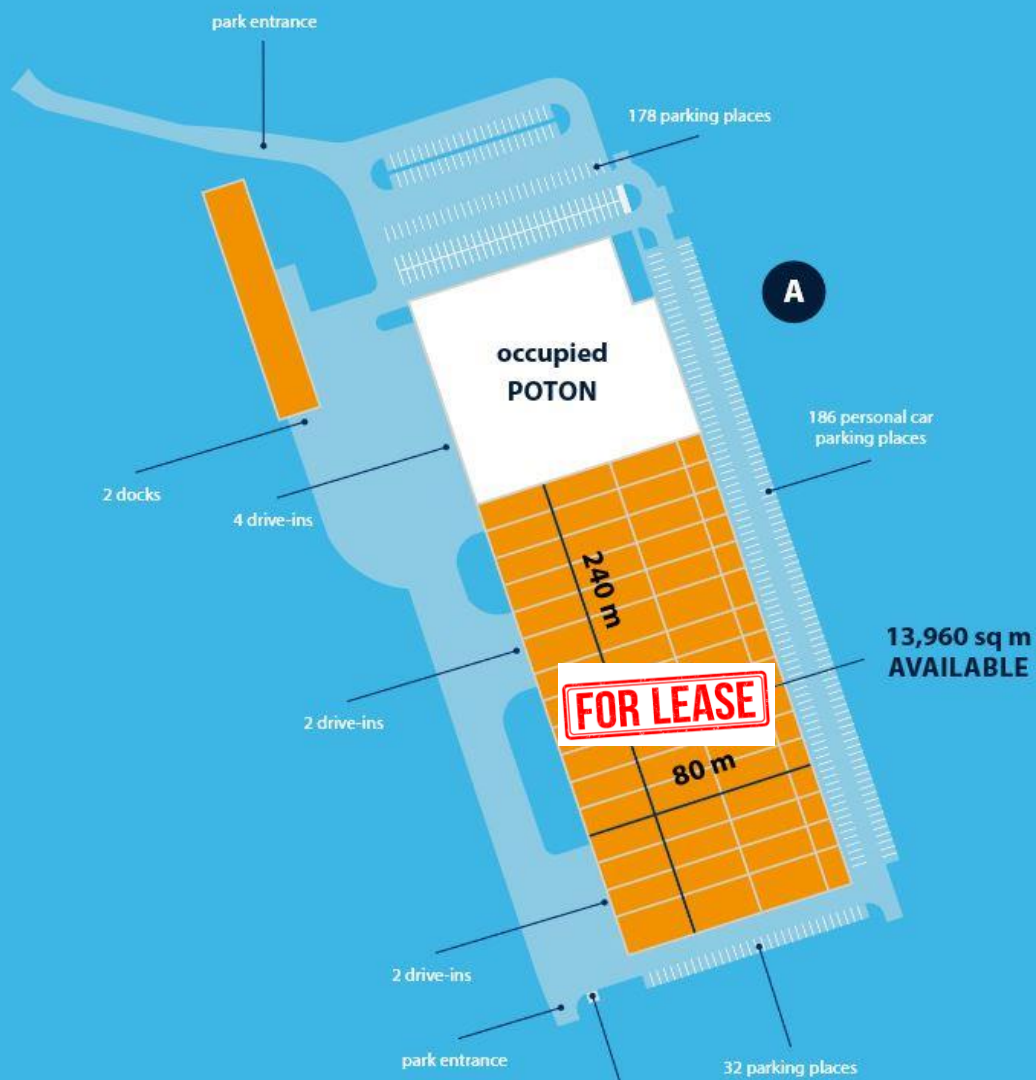 park entrance
178 parking places
A
occupied
POTON
186 personal car
parking places
2 docks
4 drive-ins
240 m
13,960 sq m
AVAILABLE
FOR LEASE
2 drive-ins
80 m
2 drive-ins
park entrance
32 parking places